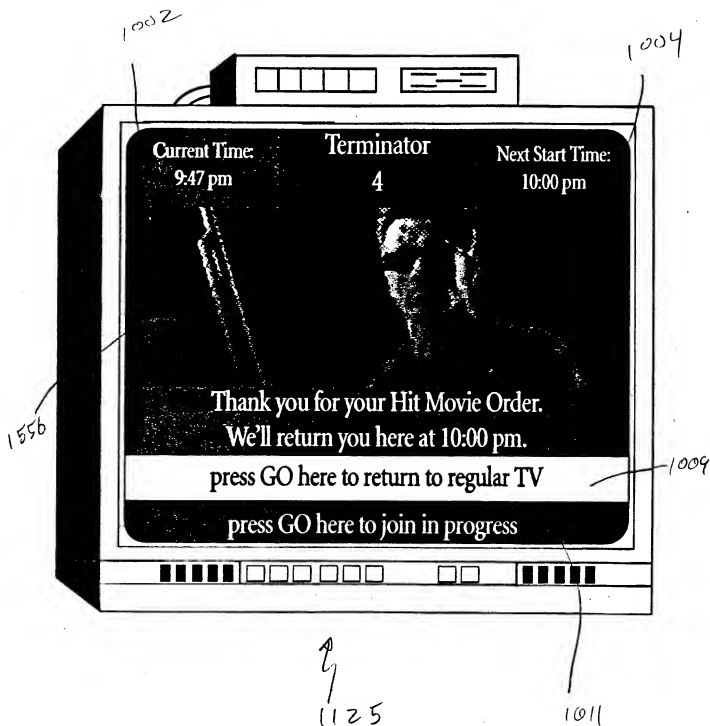 1002
1004
Current Time:
9:47 pm
Terminator
4
Next Start Time:
10:00 pm
Thank you for your Hit Movie Order.
We'll return you here at 10:00 pm.
press GO here to return to regular TV
press GO here to join in progress
1556
1009
1125
1011